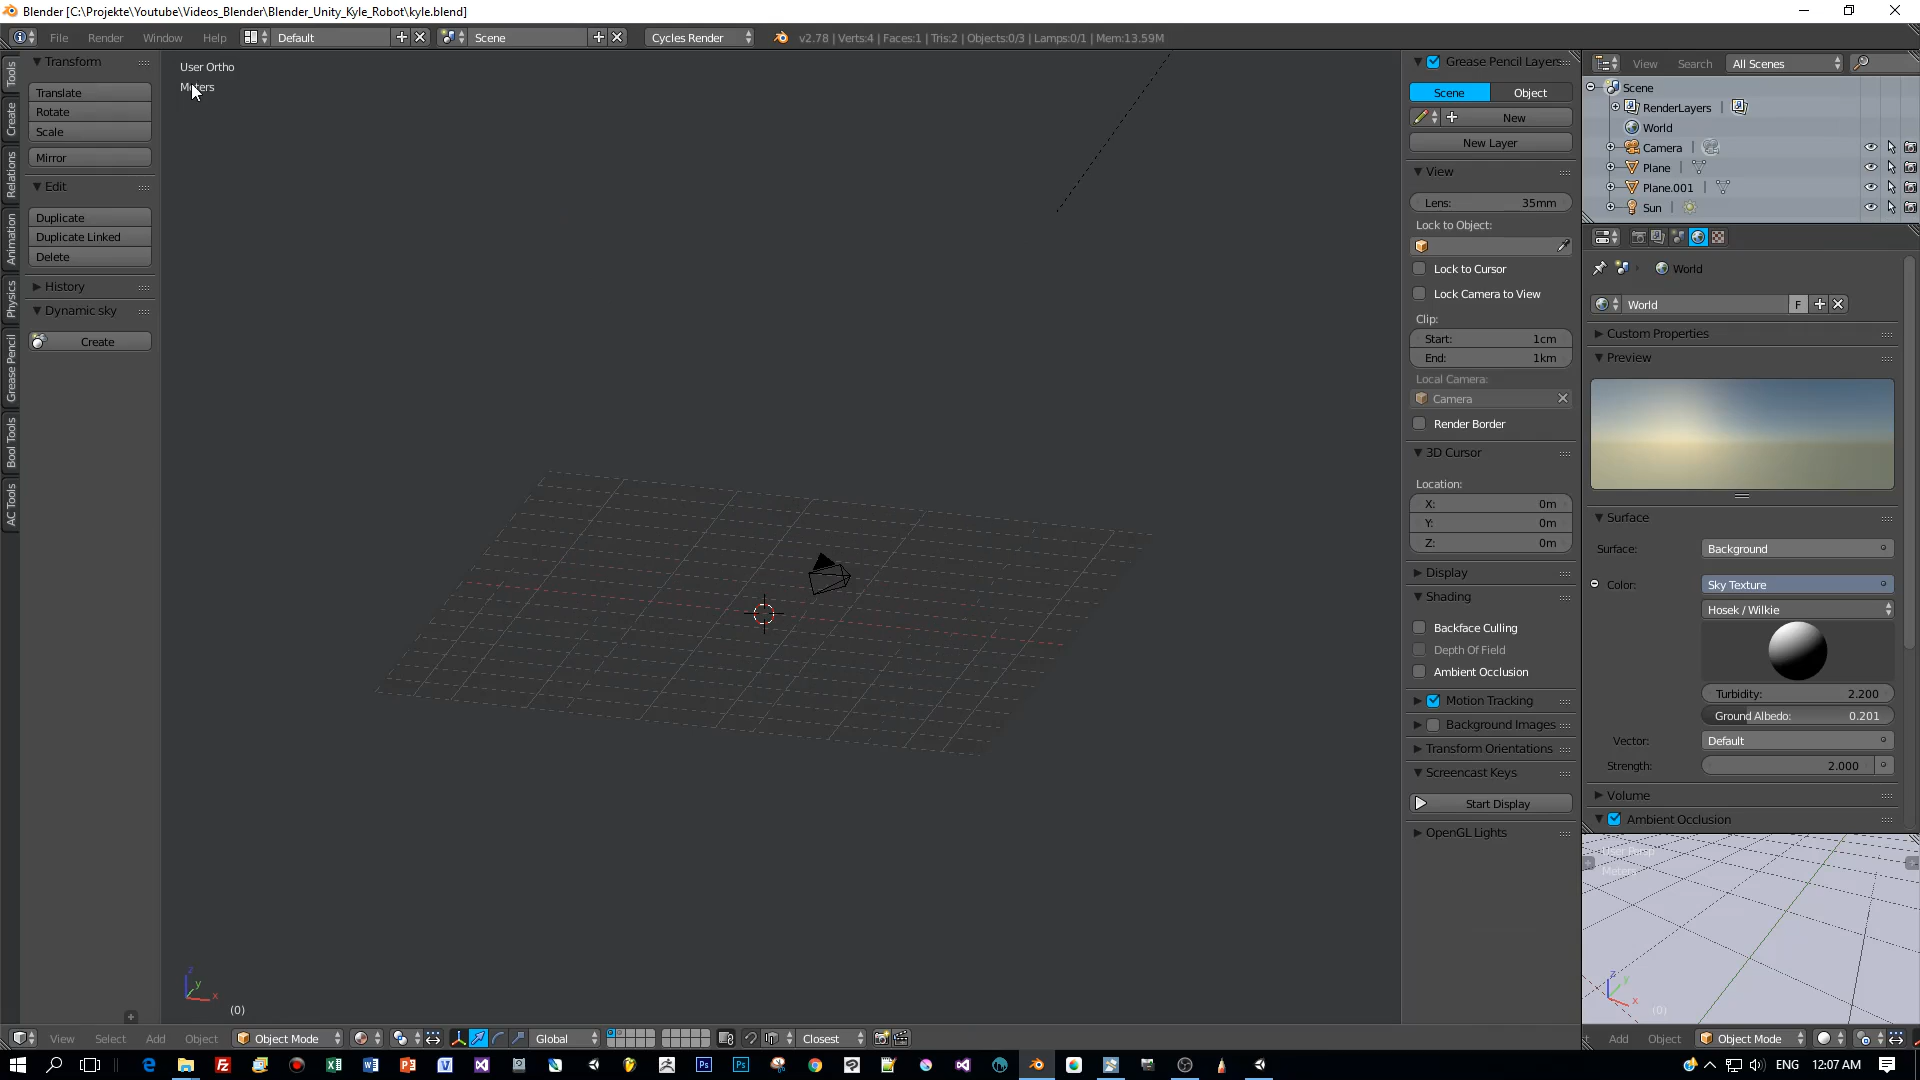 Blender [C:\Projekte\Youtube\Videos_Blender\Blender_Unity_Kyle_Robot\kyle.blend]
File Render Window Help Default Scene Cycles Render v2.78 | Verts:4 | Faces:1 | Tris:2 | Objects:0/3 | Lamps:0/1 | Mem:13.59M
Tools
Create
Relations
Animation
Physics
Grease Pencil
Bool Tools
AC Tools
Transform
Translate
Rotate
Scale
Mirror
Edit
Duplicate
Duplicate Linked
Delete
History
Dynamic sky
Create
User Ortho
Meters
z
y
x
(0)
Grease Pencil Layers
Scene Object
New
New Layer
View
Lens: 35mm
Lock to Object:
Lock to Cursor
Lock Camera to View
Clip:
Start: 1cm
End: 1km
Local Camera:
Camera
Render Border
3D Cursor
Location:
X: 0m
Y: 0m
Z: 0m
Display
Shading
Backface Culling
Depth Of Field
Ambient Occlusion
Motion Tracking
Background Images
Transform Orientations
Screencast Keys
Start Display
OpenGL Lights
View Search All Scenes
Scene
RenderLayers
World
Camera
Plane
Plane.001
Sun
World
World F
Custom Properties
Preview
Surface
Surface: Background
Color: Sky Texture
Hosek / Wilkie
Turbidity: 2.200
Ground Albedo: 0.201
Vector: Default
Strength: 2.000
Volume
Ambient Occlusion
User Persp
Meters
z
y
x
(0)
View Select Add Object Object Mode Global Closest
Add Object Object Mode
ENG 12:07 AM